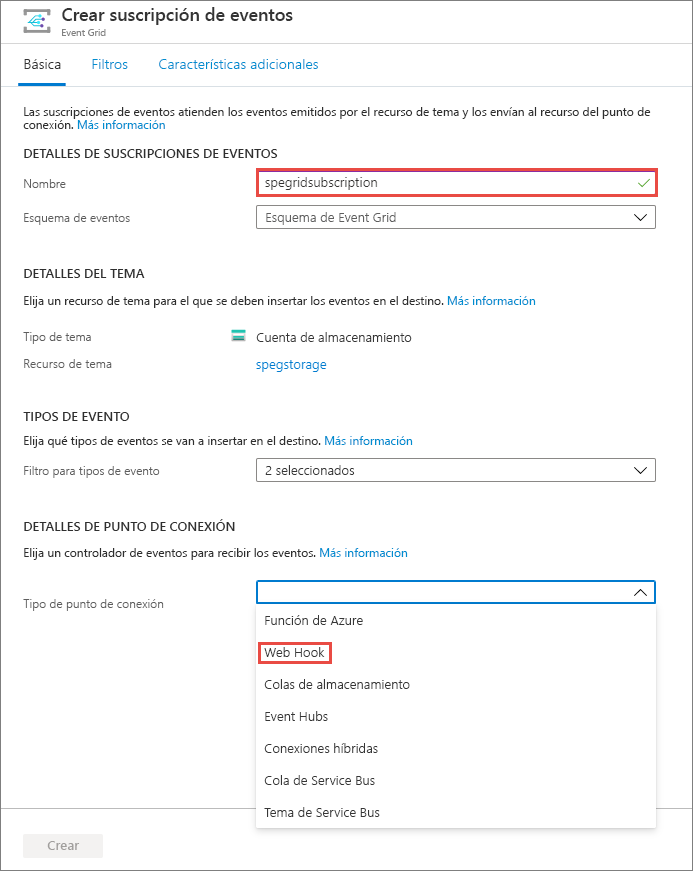 Crear suscripción de eventos
Event Grid
Básica
Filtros
Características adicionales
Las suscripciones de eventos atienden los eventos emitidos por el recurso de tema y los envían al recurso del punto de
conexión. Más información
DETALLES DE SUSCRIPCIONES DE EVENTOS
Nombre
spegridsubscription
Esquema de eventos
Esquema de Event Grid
DETALLES DEL TEMA
Elija un recurso de tema para el que se deben insertar los eventos en el destino. Más información
Tipo de tema
Cuenta de almacenamiento
Recurso de tema
spegstorage
TIPOS DE EVENTO
Elija qué tipos de eventos se van a insertar en el destino. Más información
Filtro para tipos de evento
2 seleccionados
DETALLES DE PUNTO DE CONEXIÓN
Elija un controlador de eventos para recibir los eventos. Más información
Tipo de punto de conexión
Función de Azure
Web Hook
Colas de almacenamiento
Event Hubs
Conexiones híbridas
Cola de Service Bus
Tema de Service Bus
Crear